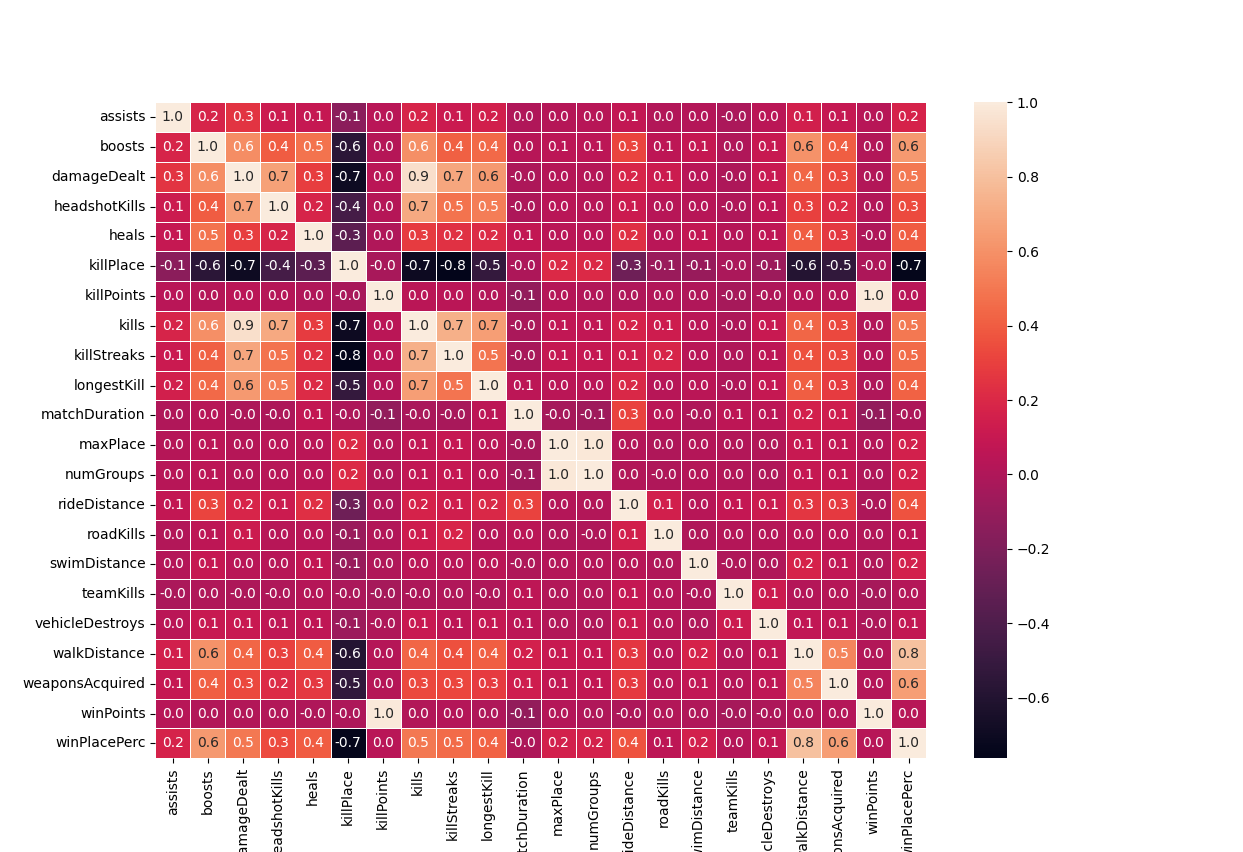 assists 1.0 0.2 0.3 0.1 0.1 -0.1 0.0 0.2 0.1 0.2 0.0 0.0 0.0 0.1 0.0 0.0 -0.0 0.0 0.1 0.1 0.0 0.2
boosts 0.2 1.0 0.6 0.4 0.5 -0.6 0.0 0.6 0.4 0.4 0.0 0.1 0.1 0.3 0.0 0.1 -0.0 0.1 0.6 0.4 0.0 0.6
damageDealt 0.3 0.6 1.0 0.7 0.3 -0.7 0.0 0.9 0.7 0.6 -0.0 0.0 0.0 0.2 0.1 0.0 -0.0 0.1 0.4 0.3 0.0 0.5
headshotKills 0.1 0.4 0.7 1.0 0.2 -0.4 0.0 0.7 0.5 0.5 -0.0 0.0 0.0 0.1 0.0 0.0 -0.0 0.1 0.3 0.2 0.0 0.3
heals 0.1 0.5 0.3 0.2 1.0 -0.3 0.0 0.3 0.2 0.2 0.1 0.0 0.0 0.2 0.0 0.1 0.0 0.1 0.4 0.3 -0.0 0.4
killPlace -0.1 -0.6 -0.7 -0.4 -0.3 1.0 -0.0 -0.7 -0.8 -0.5 -0.0 0.2 0.2 -0.3 -0.1 -0.1 -0.0 -0.1 -0.6 -0.5 -0.0 -0.7
killPoints 0.0 0.0 0.0 0.0 0.0 -0.0 1.0 0.0 0.0 0.0 -0.1 0.0 0.0 0.0 0.0 0.0 -0.0 -0.0 0.0 0.0 1.0 0.0
kills 0.2 0.6 0.9 0.7 0.3 -0.7 0.0 1.0 0.7 0.7 -0.0 0.1 0.1 0.2 0.1 0.0 -0.0 0.1 0.4 0.3 0.0 0.5
killStreaks 0.1 0.4 0.7 0.5 0.2 -0.8 0.0 0.7 1.0 0.5 -0.0 0.1 0.1 0.1 0.2 0.0 0.0 0.1 0.4 0.3 0.0 0.5
longestKill 0.2 0.4 0.6 0.5 0.2 -0.5 0.0 0.7 0.5 1.0 0.1 0.0 0.0 0.2 0.0 0.0 -0.0 0.1 0.4 0.3 0.0 0.4
matchDuration 0.0 0.0 -0.0 -0.0 0.1 -0.0 -0.1 -0.0 -0.0 0.1 1.0 -0.0 -0.1 0.3 0.0 -0.0 0.1 0.1 0.2 0.1 -0.1 -0.0
maxPlace 0.0 0.1 0.0 0.0 0.0 0.2 0.0 0.1 0.1 0.0 -0.0 1.0 1.0 0.0 0.0 0.0 0.0 0.0 0.1 0.1 0.0 0.2
numGroups 0.0 0.1 0.0 0.0 0.0 0.2 0.0 0.1 0.1 0.0 -0.1 1.0 1.0 0.0 -0.0 0.0 0.0 0.0 0.1 0.1 0.0 0.2
rideDistance 0.1 0.3 0.2 0.1 0.2 -0.3 0.0 0.2 0.1 0.2 0.3 0.0 0.0 1.0 0.1 0.0 0.1 0.1 0.3 0.3 -0.0 0.4
roadKills 0.0 0.1 0.1 0.0 0.0 -0.1 0.0 0.1 0.2 0.0 0.0 0.0 -0.0 0.1 1.0 0.0 0.0 0.0 0.0 0.0 0.0 0.1
swimDistance 0.0 0.1 0.0 0.0 0.1 -0.1 0.0 0.0 0.0 0.0 -0.0 0.0 0.0 0.0 0.0 1.0 -0.0 0.0 0.2 0.1 0.0 0.2
teamKills -0.0 -0.0 -0.0 -0.0 0.0 -0.0 -0.0 -0.0 0.0 -0.0 0.1 0.0 0.0 0.1 0.0 -0.0 1.0 0.1 0.0 0.0 -0.0 0.0
vehicleDestroys 0.0 0.1 0.1 0.1 0.1 -0.1 -0.0 0.1 0.1 0.1 0.1 0.0 0.0 0.1 0.0 0.0 0.1 1.0 0.1 0.1 -0.0 0.1
walkDistance 0.1 0.6 0.4 0.3 0.4 -0.6 0.0 0.4 0.4 0.4 0.2 0.1 0.1 0.3 0.0 0.2 0.0 0.1 1.0 0.5 0.0 0.8
weaponsAcquired 0.1 0.4 0.3 0.2 0.3 -0.5 0.0 0.3 0.3 0.3 0.1 0.1 0.1 0.3 0.0 0.1 0.0 0.1 0.5 1.0 0.0 0.6
winPoints 0.0 0.0 0.0 0.0 -0.0 -0.0 1.0 0.0 0.0 0.0 -0.1 0.0 0.0 -0.0 0.0 0.0 -0.0 -0.0 0.0 0.0 1.0 0.0
winPlacePerc 0.2 0.6 0.5 0.3 0.4 -0.7 0.0 0.5 0.5 0.4 -0.0 0.2 0.2 0.4 0.1 0.2 0.0 0.1 0.8 0.6 0.0 1.0
assists
boosts
amageDealt
eadshotKills
heals
killPlace
killPoints
kills
killStreaks
longestKill
tchDuration
maxPlace
numGroups
ideDistance
roadKills
wimDistance
teamKills
cleDestroys
alkDistance
onsAcquired
winPoints
vinPlacePerc
1.0
0.8
0.6
0.4
0.2
0.0
−0.2
−0.4
−0.6